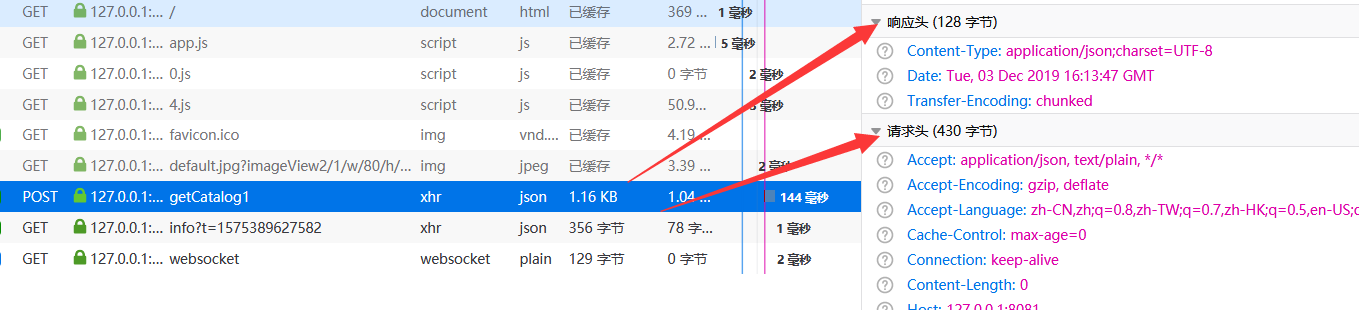 GET 127.0.0.1:... / document html 已缓存 369 ... 1 毫秒
GET 127.0.0.1:... app.js script js 已缓存 2.72 ... 5 毫秒
GET 127.0.0.1:... 0.js script js 已缓存 0 字节 2 毫秒
GET 127.0.0.1:... 4.js script js 已缓存 50.9... 毫秒
GET 127.0.0.1:... favicon.ico img vnd.... 已缓存 4.19 ...
GET 127.0.0.1:... default.jpg?imageView2/1/w/80/h/... img jpeg 已缓存 3.39 ... 2 毫秒
POST 127.0.0.1:... getCatalog1 xhr json 1.16 KB 1.04 ... 144 毫秒
GET 127.0.0.1:... info?t=1575389627582 xhr json 356 字节 78 字... 1 毫秒
GET 127.0.0.1:... websocket websocket plain 129 字节 0 字节 2 毫秒
响应头 (128 字节)
Content-Type: application/json;charset=UTF-8
Date: Tue, 03 Dec 2019 16:13:47 GMT
Transfer-Encoding: chunked
请求头 (430 字节)
Accept: application/json, text/plain, */*
Accept-Encoding: gzip, deflate
Accept-Language: zh-CN,zh;q=0.8,zh-TW;q=0.7,zh-HK;q=0.5,en-US;
Cache-Control: max-age=0
Connection: keep-alive
Content-Length: 0
Host: 127.0.0.1:8081